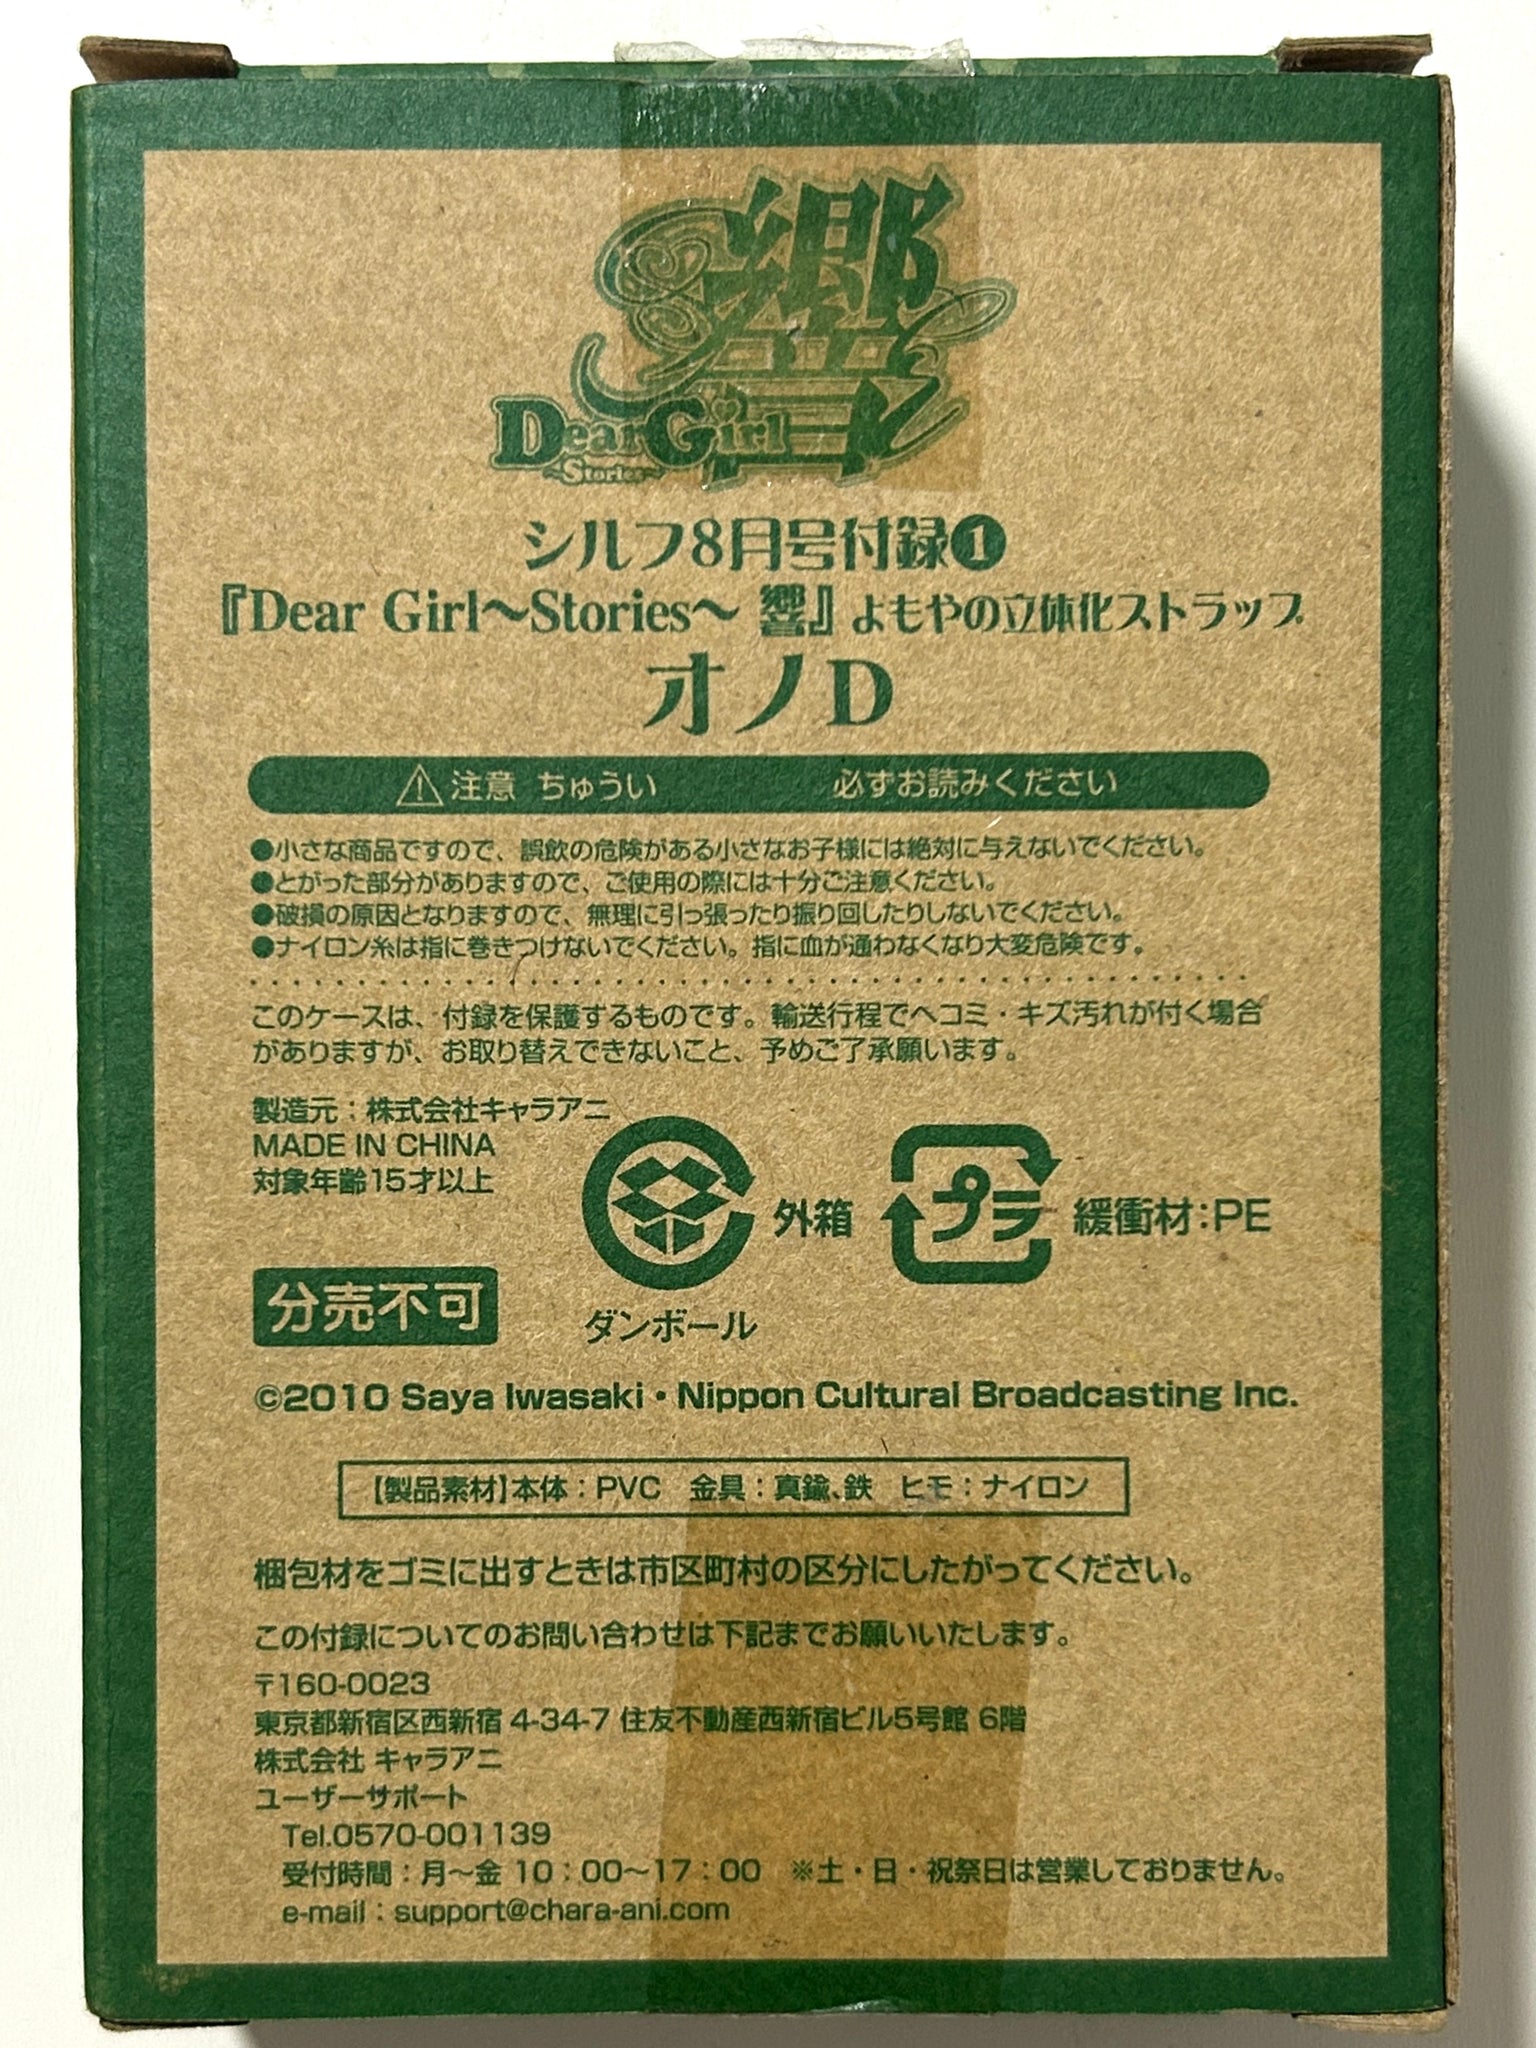 響
Dear Girl
~Stories~
シルフ8月号付録❶
『Dear Girl〜Stories〜 響』よもやの立体化ストラップ
オノD
⚠注意 ちゅうい 必ずお読みください
●小さな商品ですので、誤飲の危険がある小さなお子様には絶対に与えないでください。
●とがった部分がありますので、ご使用の際には十分ご注意ください。
●破損の原因となりますので、無理に引っ張ったり振り回したりしないでください。
●ナイロン糸は指に巻きつけないでください。指に血が通わなくなり大変危険です。
このケースは、付録を保護するものです。輸送行程でヘコミ・キズ汚れが付く場合
がありますが、お取り替えできないこと、予めご了承願います。
製造元：株式会社キャラアニ
MADE IN CHINA
対象年齢15才以上
外箱
プラ
緩衝材：PE
分売不可
ダンボール
©2010 Saya Iwasaki・Nippon Cultural Broadcasting Inc.
【製品素材】本体：PVC 金具：真鍮、鉄 ヒモ：ナイロン
梱包材をゴミに出すときは市区町村の区分にしたがってください。
この付録についてのお問い合わせは下記までお願いいたします。
〒160-0023
東京都新宿区西新宿 4-34-7 住友不動産西新宿ビル5号館 6階
株式会社 キャラアニ
ユーザーサポート
Tel.0570-001139
受付時間：月〜金 10：00〜17：00 ※土・日・祝祭日は営業しておりません。
e-mail：support@chara-ani.com